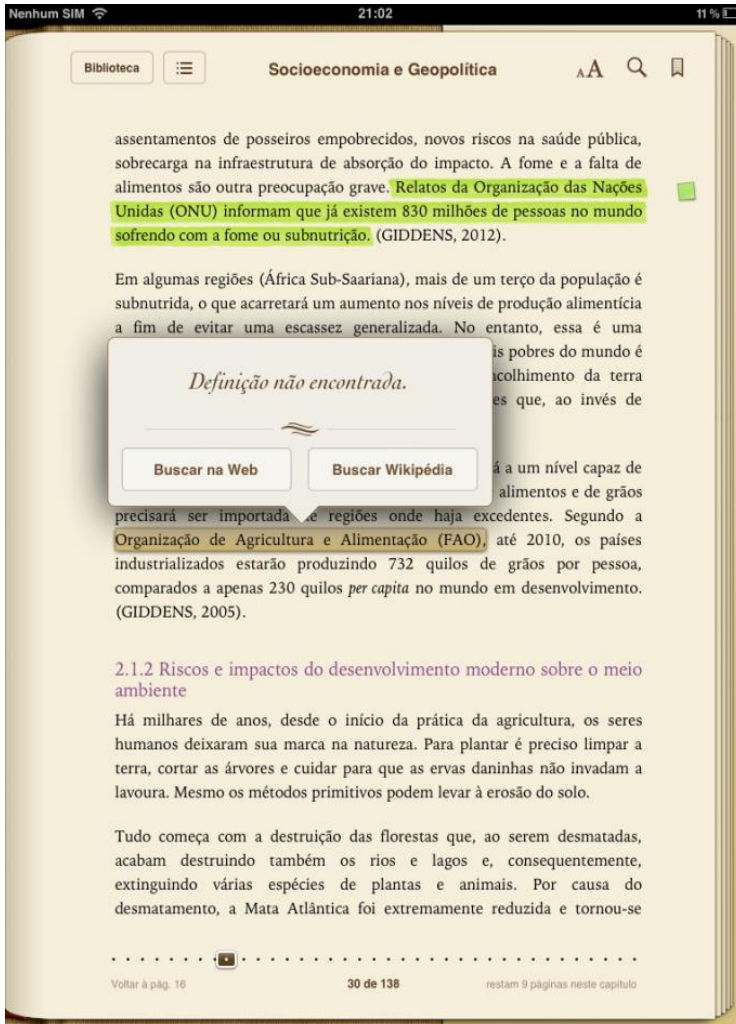 Nenhum SIM 21:02 11 %
Biblioteca Socioeconomia e Geopolítica AA
assentamentos de posseiros empobrecidos, novos riscos na saúde pública,
sobrecarga na infraestrutura de absorção do impacto. A fome e a falta de
alimentos são outra preocupação grave. Relatos da Organização das Nações
Unidas (ONU) informam que já existem 830 milhões de pessoas no mundo
sofrendo com a fome ou subnutrição. (GIDDENS, 2012).
Em algumas regiões (África Sub-Saariana), mais de um terço da população é
subnutrida, o que acarretará um aumento nos níveis de produção alimentícia
a fim de evitar uma escassez generalizada. No entanto, essa é uma
is pobres do mundo é
Definição não encontrada.
colhimento da terra
es que, ao invés de
Buscar na Web Buscar Wikipédia
á a um nível capaz de
alimentos e de grãos
precisará ser importada de regiões onde haja excedentes. Segundo a
Organização de Agricultura e Alimentação (FAO), até 2010, os países
industrializados estarão produzindo 732 quilos de grãos por pessoa,
comparados a apenas 230 quilos per capita no mundo em desenvolvimento.
(GIDDENS, 2005).
2.1.2 Riscos e impactos do desenvolvimento moderno sobre o meio
ambiente
Há milhares de anos, desde o início da prática da agricultura, os seres
humanos deixaram sua marca na natureza. Para plantar é preciso limpar a
terra, cortar as árvores e cuidar para que as ervas daninhas não invadam a
lavoura. Mesmo os métodos primitivos podem levar à erosão do solo.
Tudo começa com a destruição das florestas que, ao serem desmatadas,
acabam destruindo também os rios e lagos e, consequentemente,
extinguindo várias espécies de plantas e animais. Por causa do
desmatamento, a Mata Atlântica foi extremamente reduzida e tornou-se
Voltar à pág. 16 30 de 138 restam 9 páginas neste capítulo